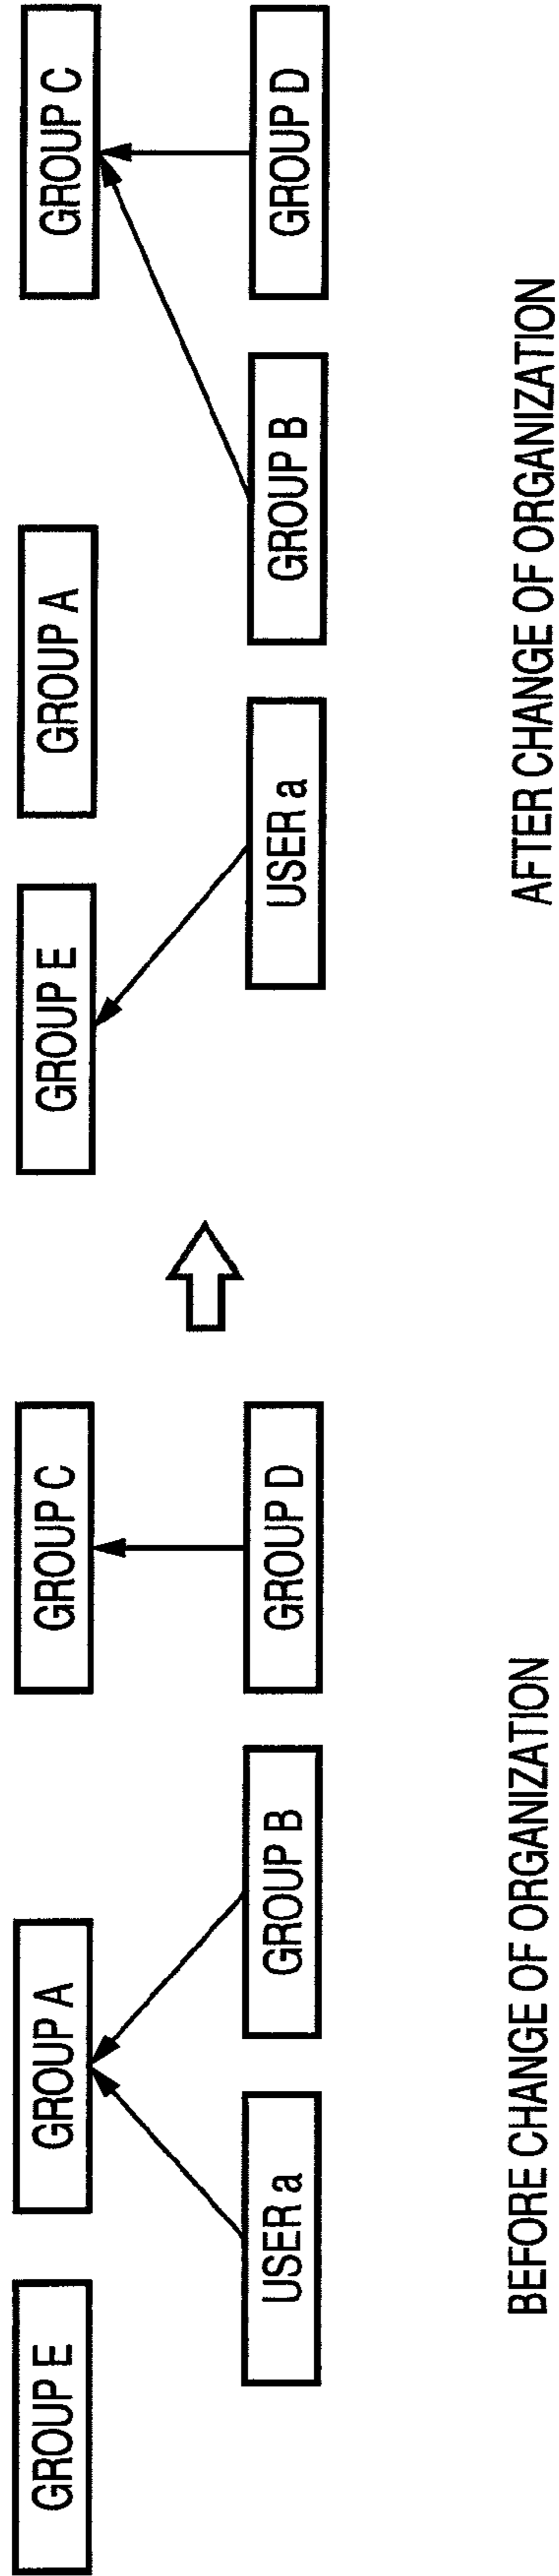 GROUP E
GROUP A
GROUP C
USER a
GROUP B
GROUP D
BEFORE CHANGE OF ORGANIZATION
GROUP E
GROUP A
GROUP C
USER a
GROUP B
GROUP D
AFTER CHANGE OF ORGANIZATION